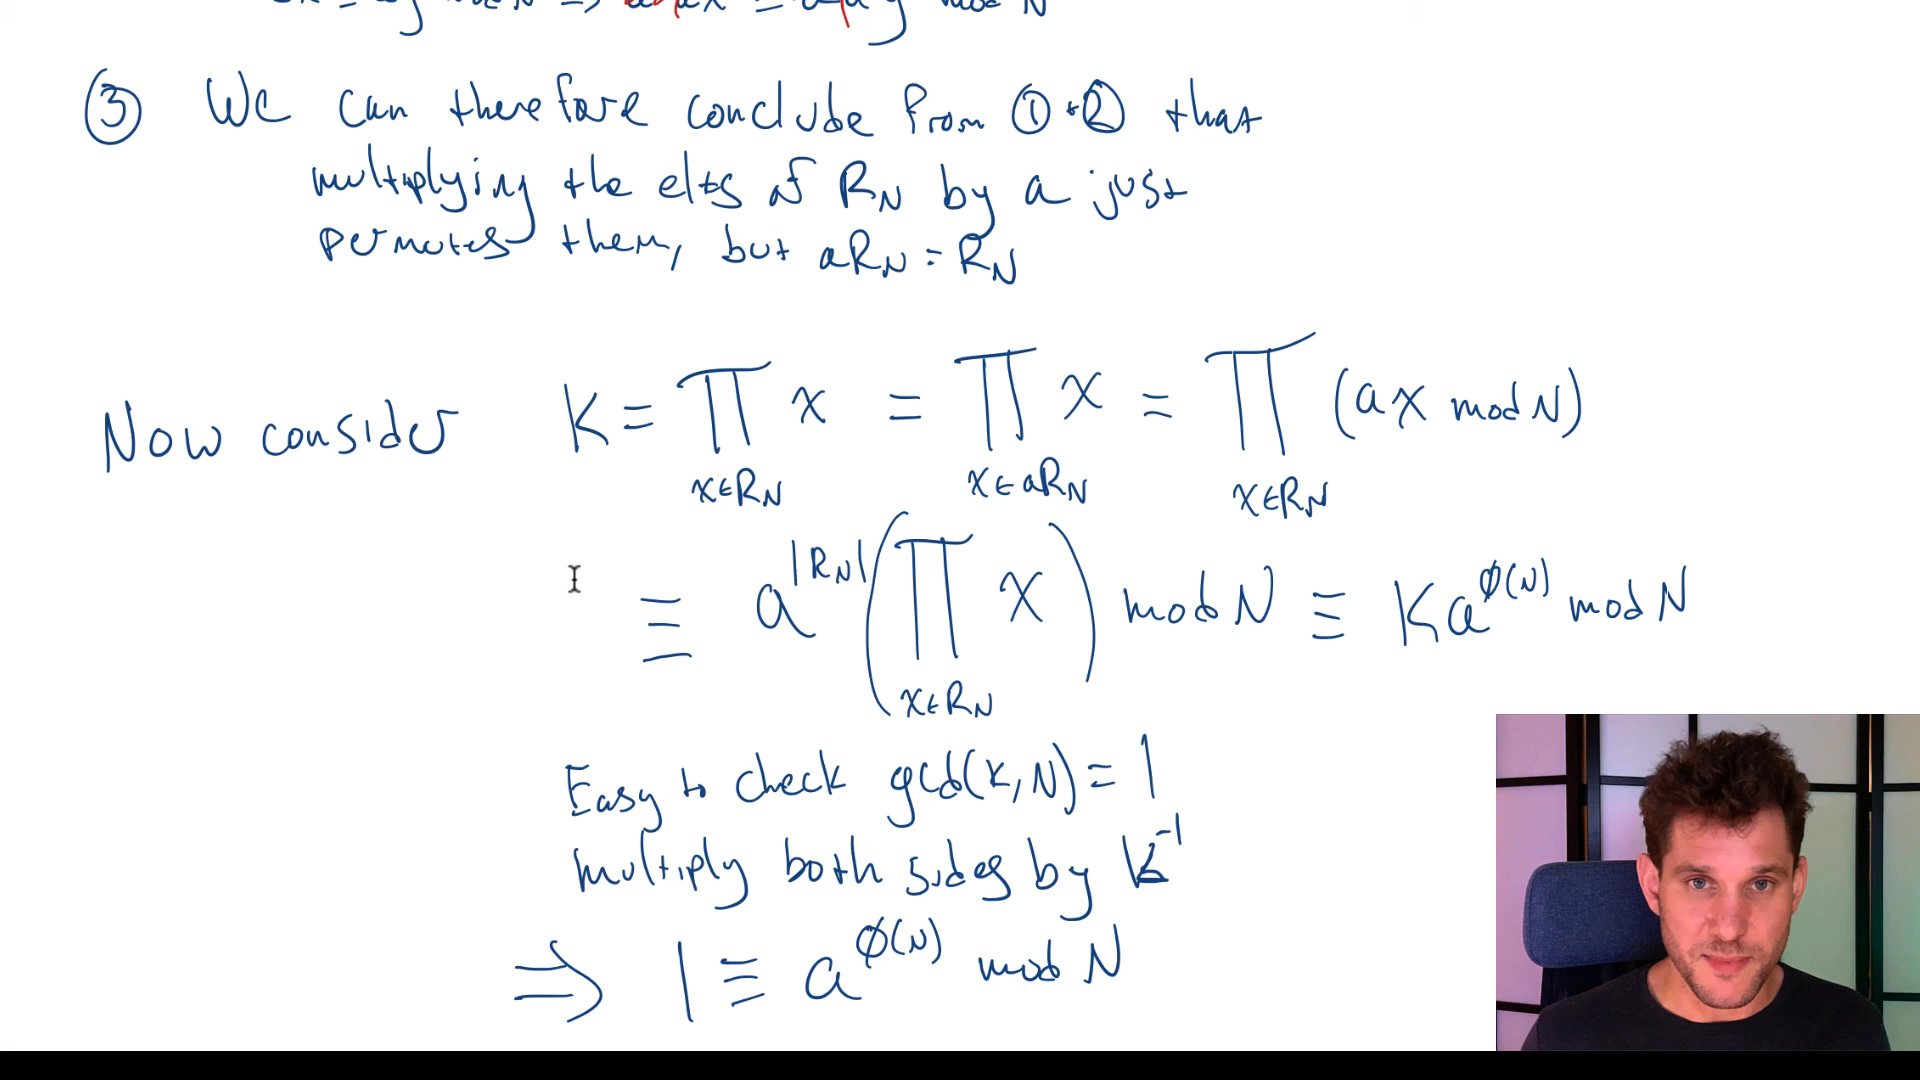 ③ We can therefore conclude from ① + ② that
multiplying the elts of R_N by a just
permutes them, but aR_N = R_N
Now consider K = ∏_{x∈R_N} x = ∏_{x∈aR_N} x = ∏_{x∈R_N} (ax mod N)
≡ a^{|R_N|} (∏_{x∈R_N} x) mod N ≡ Ka^{φ(N)} mod N
Easy to check gcd(K,N) = 1
multiply both sides by K^{-1}
⇒ 1 ≡ a^{φ(N)} mod N